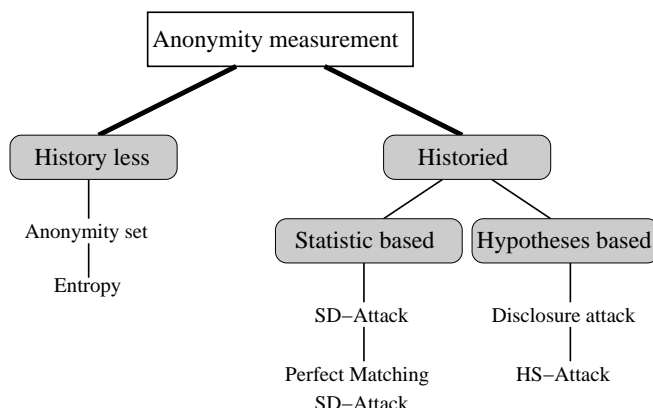 Anonymity measurement
History less
Historied
Anonymity set
Entropy
Statistic based
Hypotheses based
SD−Attack
Disclosure attack
Perfect Matching
SD−Attack
HS−Attack